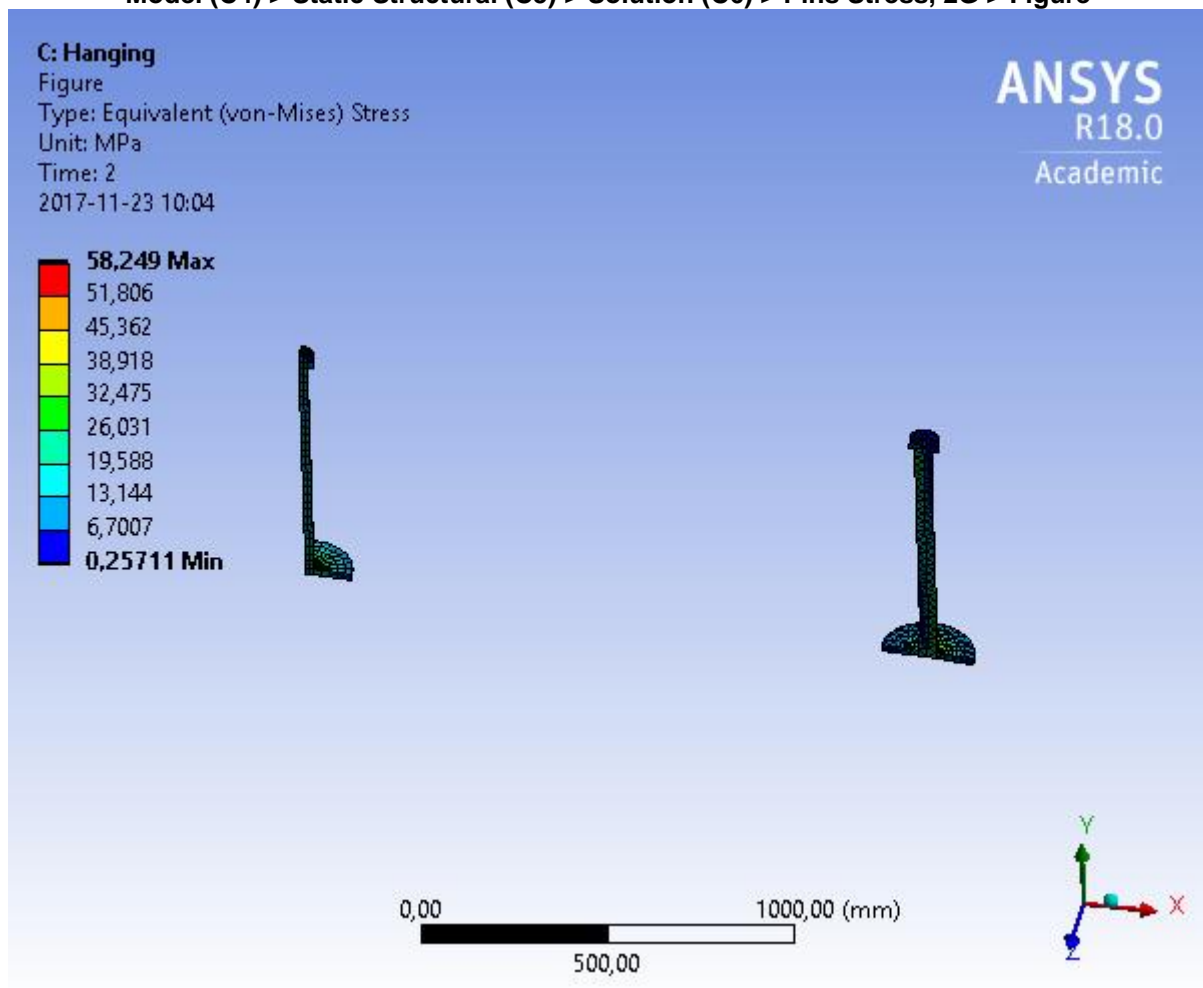 C: Hanging
Figure
Type: Equivalent (von-Mises) Stress
Unit: MPa
Time: 2
2017-11-23 10:04
ANSYS
R18.0
Academic
58,249 Max
51,806
45,362
38,918
32,475
26,031
19,588
13,144
6,7007
0,25711 Min
0,00
1000,00 (mm)
500,00
Y
X
Z